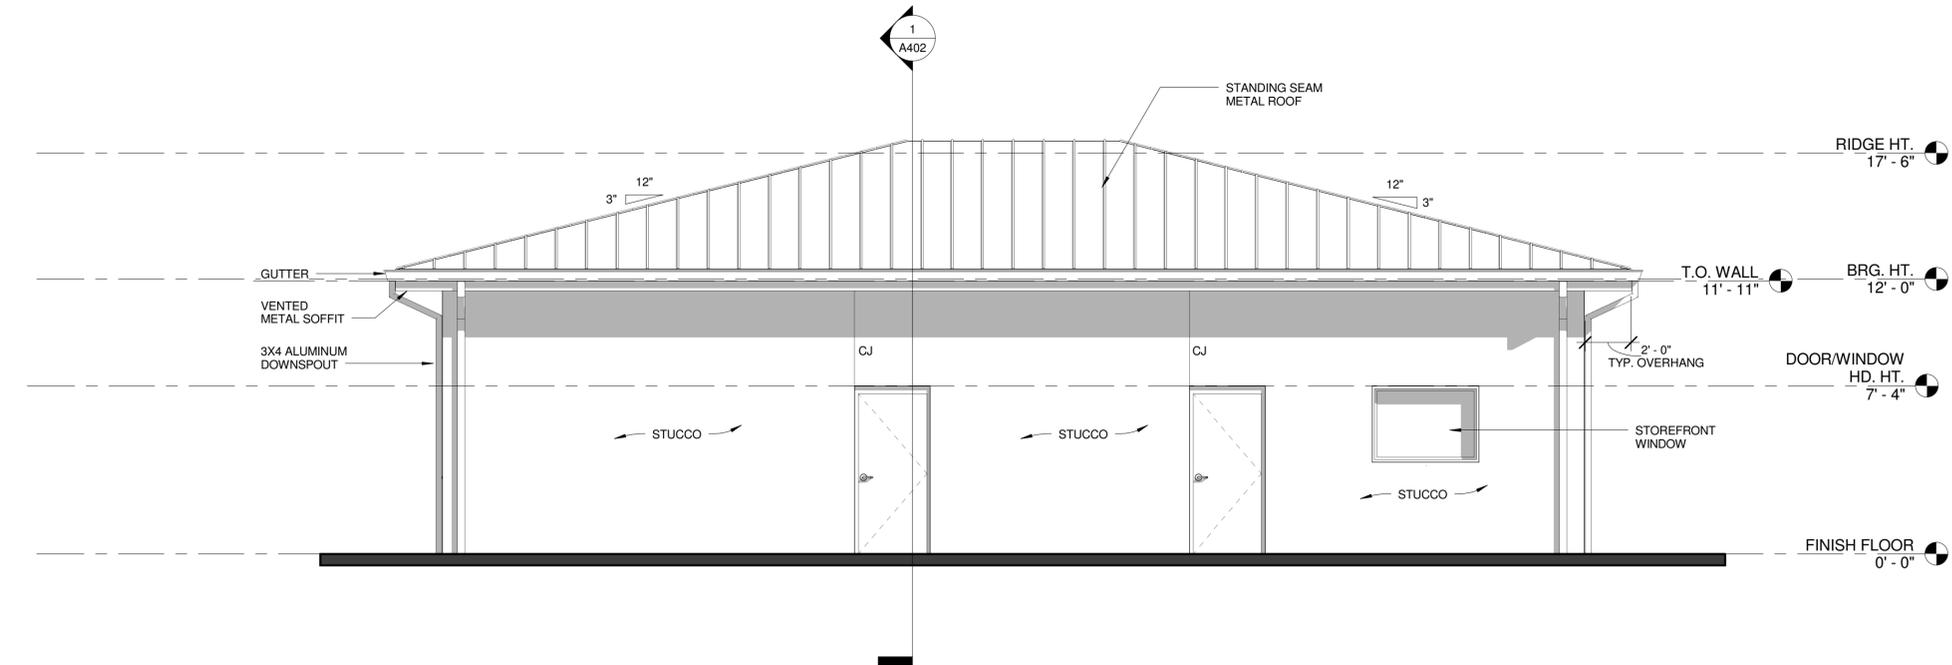 1
A402
STANDING SEAM
METAL ROOF
RIDGE HT.
17' - 6"
12"
3"
12"
3"
GUTTER
T.O. WALL
11' - 11"
BRG. HT.
12' - 0"
VENTED
METAL SOFFIT
3X4 ALUMINUM
DOWNSPOUT
CJ
CJ
2' - 0"
TYP. OVERHANG
DOOR/WINDOW
HD. HT.
7' - 4"
STUCCO
STUCCO
STOREFRONT
WINDOW
STUCCO
FINISH FLOOR
0' - 0"